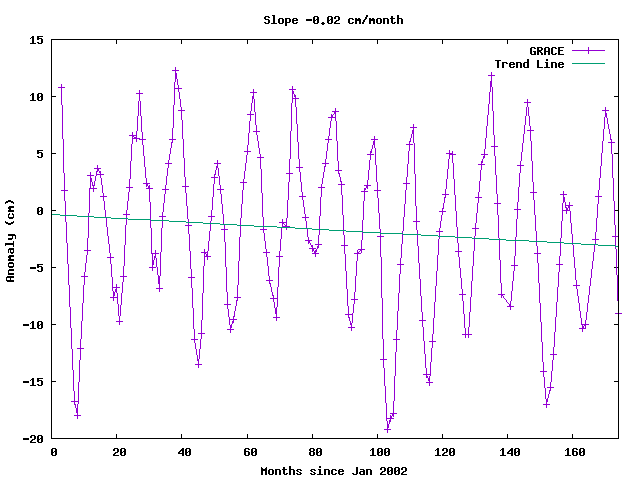 Slope -0.02 cm/month
GRACE
Trend Line
Anomaly (cm)
15
10
5
0
-5
-10
-15
-20
0 20 40 60 80 100 120 140 160
Months since Jan 2002